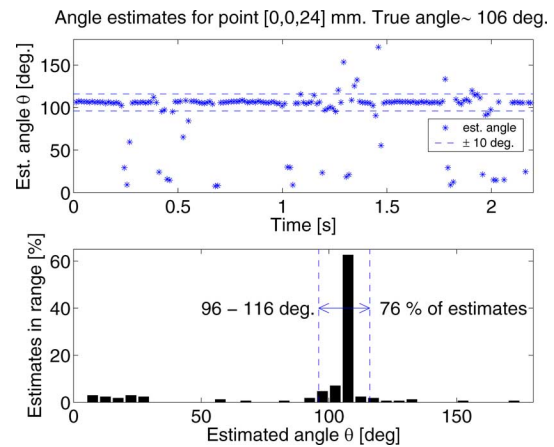 Angle estimates for point [0,0,24] mm. True angle~ 106 deg.
Est. angle θ [deg.]
150
100
50
0
est. angle
± 10 deg.
0 0.5 1 1.5 2
Time [s]
Estimates in range [%]
60
40
20
0
96 – 116 deg.
76 % of estimates
0 50 100 150
Estimated angle θ [deg]